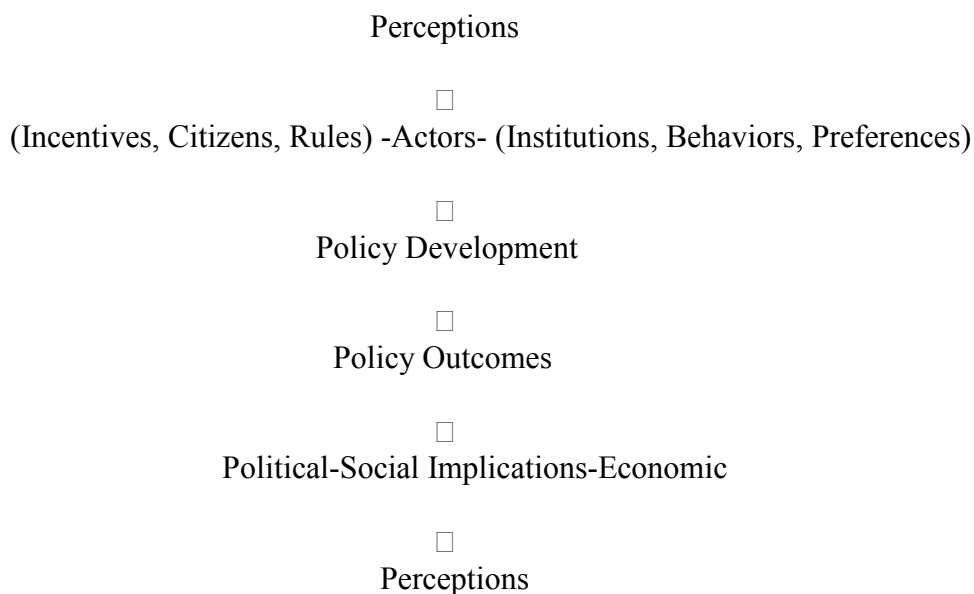 Perceptions
□
(Incentives, Citizens, Rules) -Actors- (Institutions, Behaviors, Preferences)
□
Policy Development
□
Policy Outcomes
□
Political-Social Implications-Economic
□
Perceptions